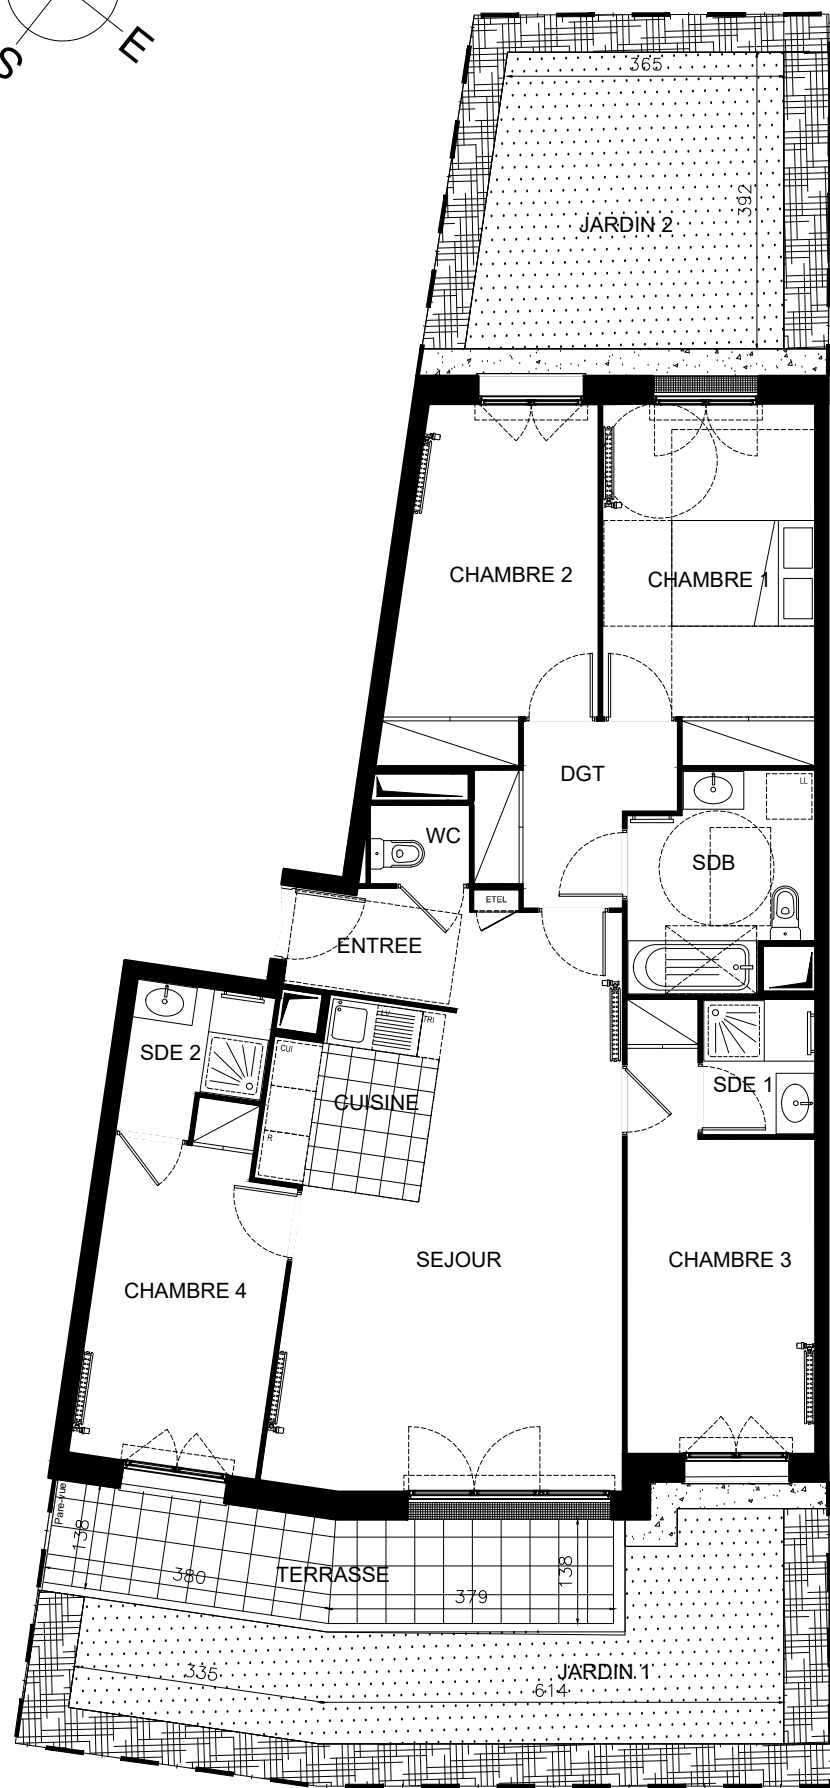 S
E
365
392
JARDIN 2
CHAMBRE 2
CHAMBRE 1
DGT
LL
WC
SDB
ETEL
ENTREE
LV
TRI
SDE 2
CUI
CUISINE
SDE 1
R
SEJOUR
CHAMBRE 3
CHAMBRE 4
Pare-vue
138
380
TERRASSE
138
379
335
JARDIN 1
614